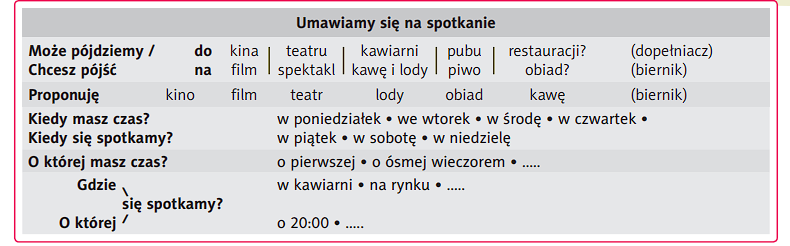 Umawiamy się na spotkanie
Może pójdziemy / do kina | teatru | kawiarni | pubu | restauracji? (dopełniacz)
Chcesz pójść na film | spektakl | kawę i lody | piwo | obiad? (biernik)
Proponuję kino film teatr lody obiad kawę (biernik)
Kiedy masz czas? w poniedziałek • we wtorek • w środę • w czwartek •
Kiedy się spotkamy? w piątek • w sobotę • w niedzielę
O której masz czas? o pierwszej • o ósmej wieczorem • .....
Gdzie w kawiarni • na rynku • .....
się spotkamy?
O której o 20:00 • .....